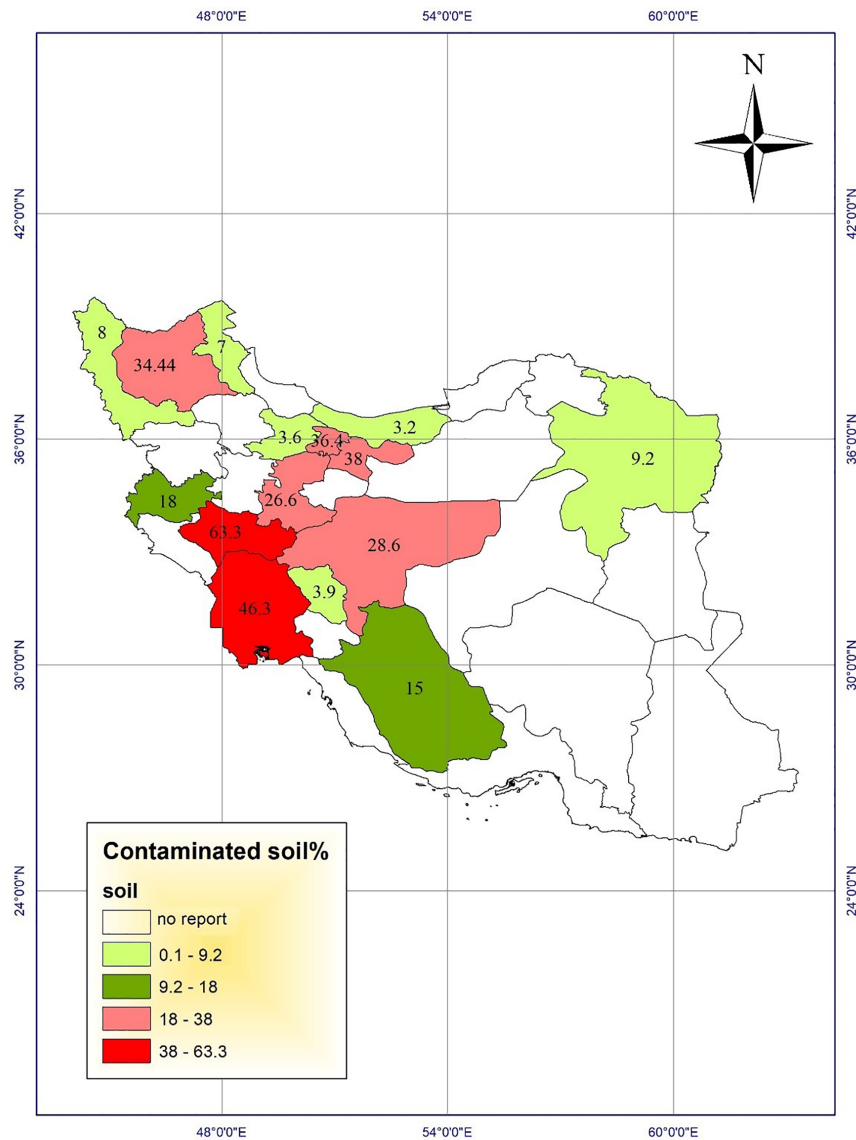 48°0'0"E 54°0'0"E 60°0'0"E
N
42°0'0"N 42°0'0"N
8
7
34.44
3.2
3.6
36.4
36°0'0"N 36°0'0"N
38
9.2
26.6
18
63.3
28.6
3.9
46.3
30°0'0"N 30°0'0"N
15
Contaminated soil%
soil
no report
0.1 - 9.2
9.2 - 18
18 - 38
38 - 63.3
24°0'0"N 24°0'0"N
48°0'0"E 54°0'0"E 60°0'0"E